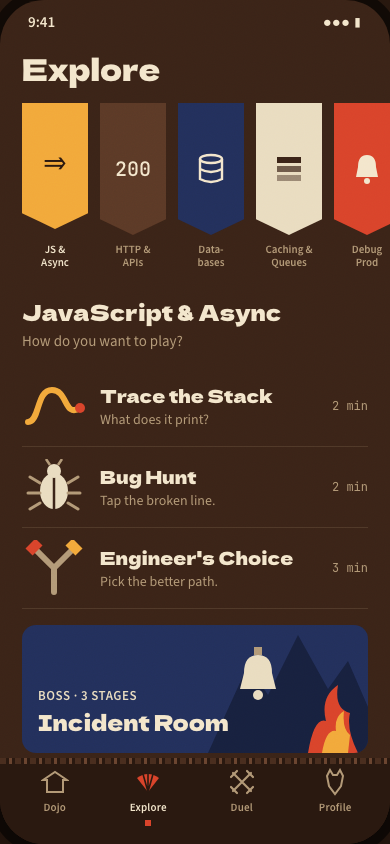 9:41
Explore
⇒
200
JS &
Async
HTTP &
APIs
Data-
bases
Caching &
Queues
Debug
Prod
JavaScript & Async
How do you want to play?
Trace the Stack
What does it print?
2 min
Bug Hunt
Tap the broken line.
2 min
Engineer's Choice
Pick the better path.
3 min
BOSS · 3 STAGES
Incident Room
Dojo
Explore
Duel
Profile